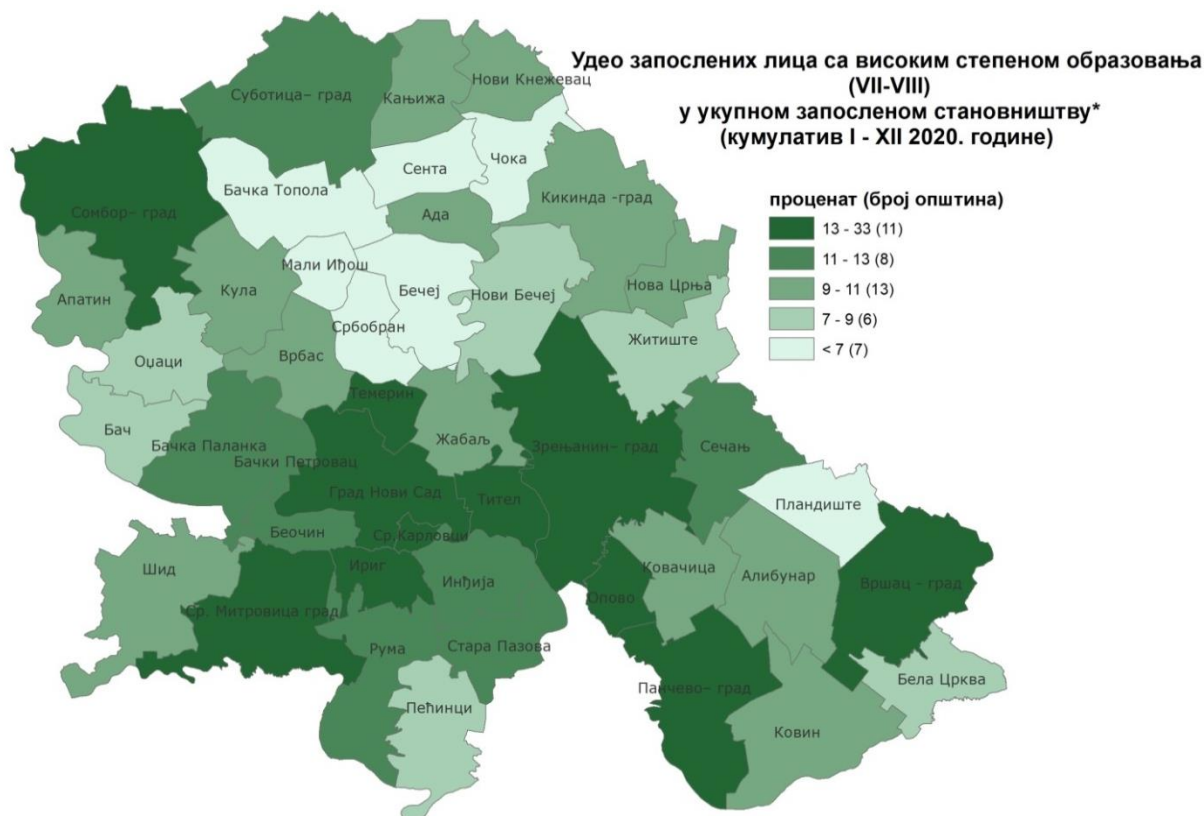 Удео запослених лица са високим степеном образовања
(VII-VIII)
у укупном запосленом становништву*
(кумулатив I - XII 2020. године)
проценат (број општина)
13 - 33 (11)
11 - 13 (8)
9 - 11 (13)
7 - 9 (6)
< 7 (7)
Суботица– град
Кањижа
Нови Кнежевац
Сента
Чока
Бачка Топола
Сомбор– град
Ада
Кикинда -град
Мали Иђош
Бечеј
Нови Бечеј
Нова Црња
Апатин
Кула
Србобран
Житиште
Оџаци
Врбас
Темерин
Бач
Бачка Паланка
Жабаљ
Зрењанин– град
Сечањ
Бачки Петровац
Град Нови Сад
Тител
Пландиште
Беочин
Ср.Карловци
Шид
Ириг
Инђија
Ковачица
Алибунар
Вршац - град
Ср. Митровица град
Опово
Рума
Стара Пазова
Бела Црква
Панчево– град
Пећинци
Ковин